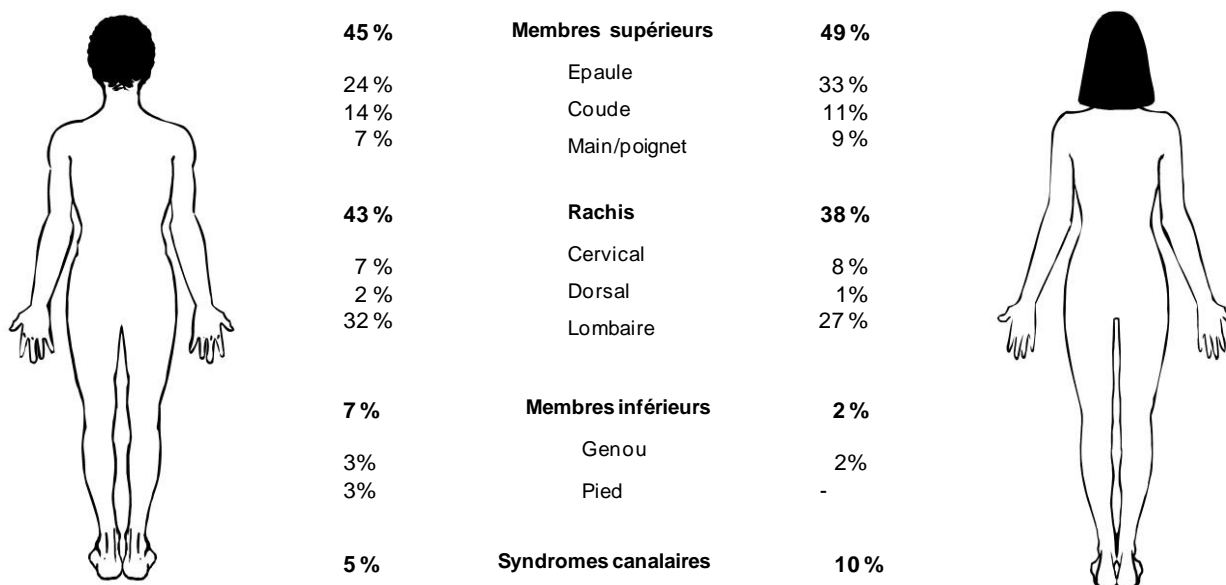 45 % Membres supérieurs 49 %
24 % Epaule 33 %
14 % Coude 11%
7 % Main/poignet 9 %
43 % Rachis 38 %
7 % Cervical 8 %
2 % Dorsal 1%
32 % Lombaire 27 %
7 % Membres inférieurs 2 %
3% Genou 2%
3% Pied -
5 % Syndromes canalaires 10 %